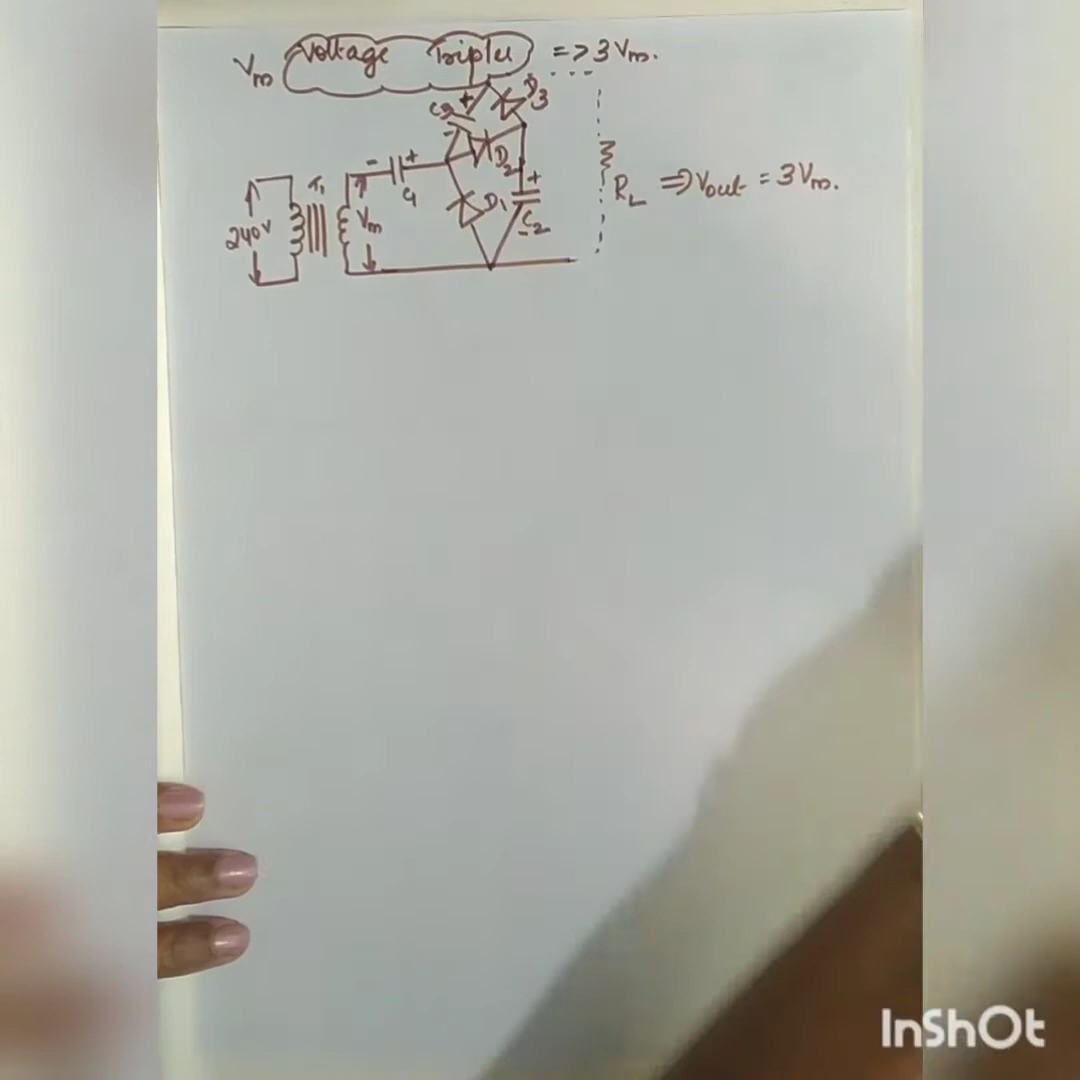 Vm Voltage Tripler => 3Vm.
+ D3
C3
-
- + D2
T1 C1 +
240V Vm D1 C2 RL => Vout = 3Vm.
-
InShOt